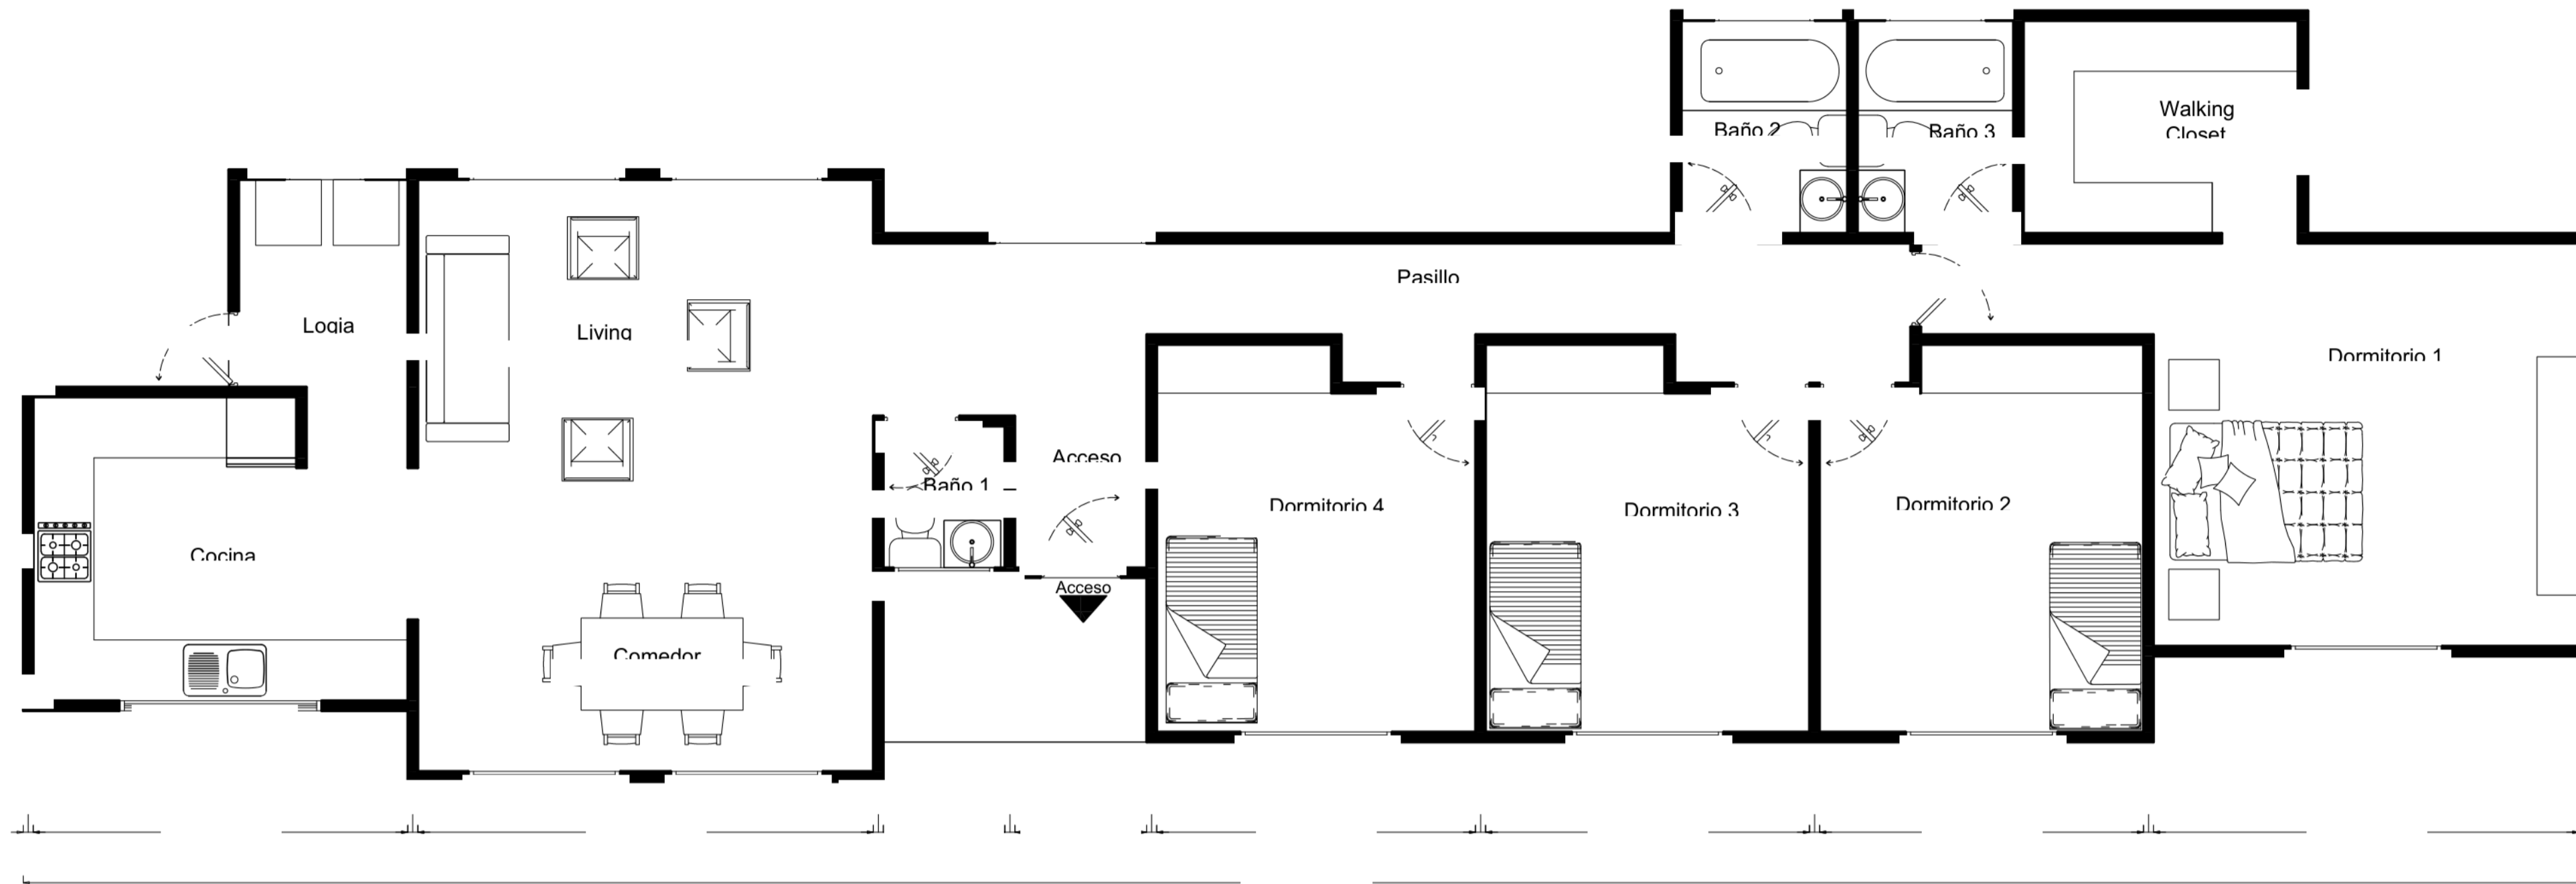 Baño 2
Baño 3
Walking
Closet
Pasillo
Logia
Living
Dormitorio 1
Acceso
Baño 1
Dormitorio 4
Dormitorio 3
Dormitorio 2
Cocina
Acceso
Comedor